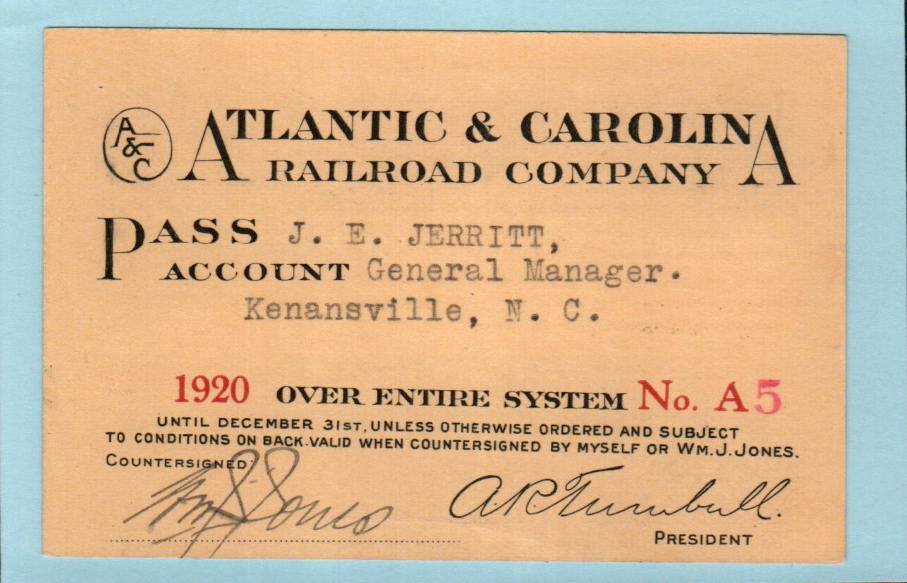 A&C
ATLANTIC & CAROLINA
RAILROAD COMPANY
PASS J. E. JERRITT,
ACCOUNT General Manager.
Kenansville, N. C.
1920 OVER ENTIRE SYSTEM No. A5
UNTIL DECEMBER 31ST, UNLESS OTHERWISE ORDERED AND SUBJECT
TO CONDITIONS ON BACK. VALID WHEN COUNTERSIGNED BY MYSELF OR WM. J. JONES.
COUNTERSIGNED
Wm J Jones A R Turnbull.
PRESIDENT